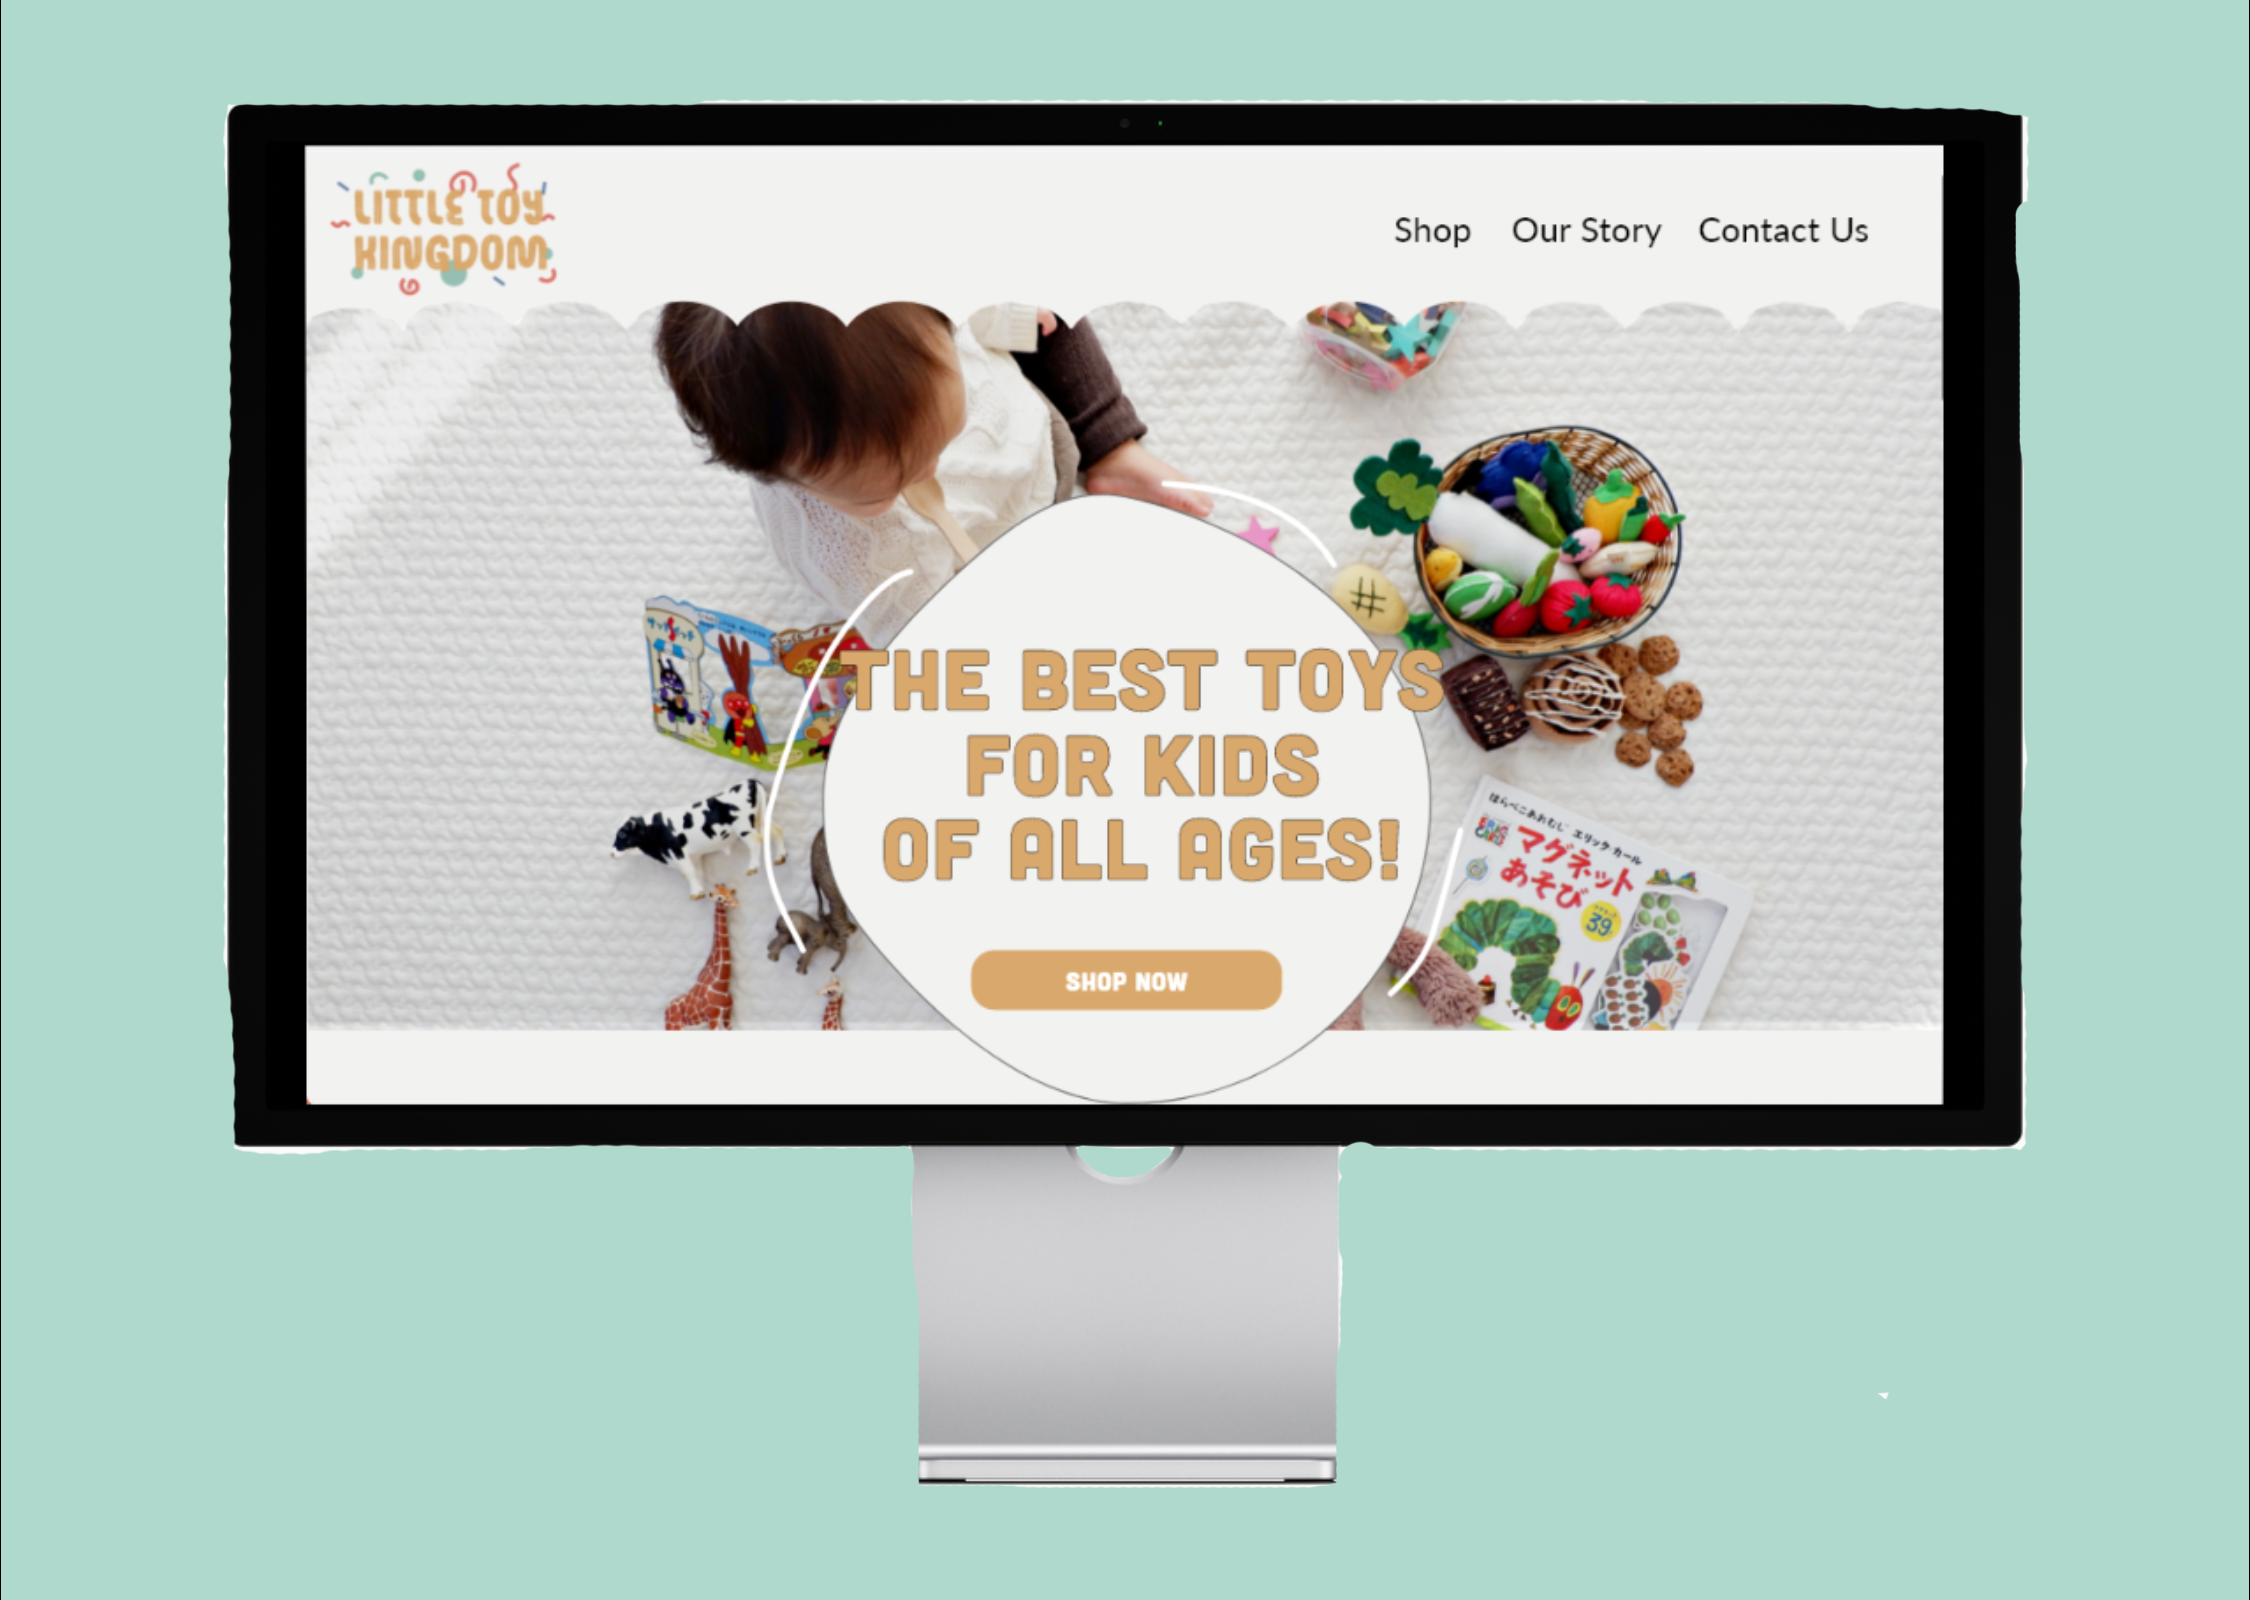 LITTLE TOY
KINGDOM
Shop Our Story Contact Us
THE BEST TOYS
FOR KIDS
OF ALL AGES!
SHOP NOW
はらぺこあおむし エリック カール
ERIC
CARLE
マグネット
あそび
39